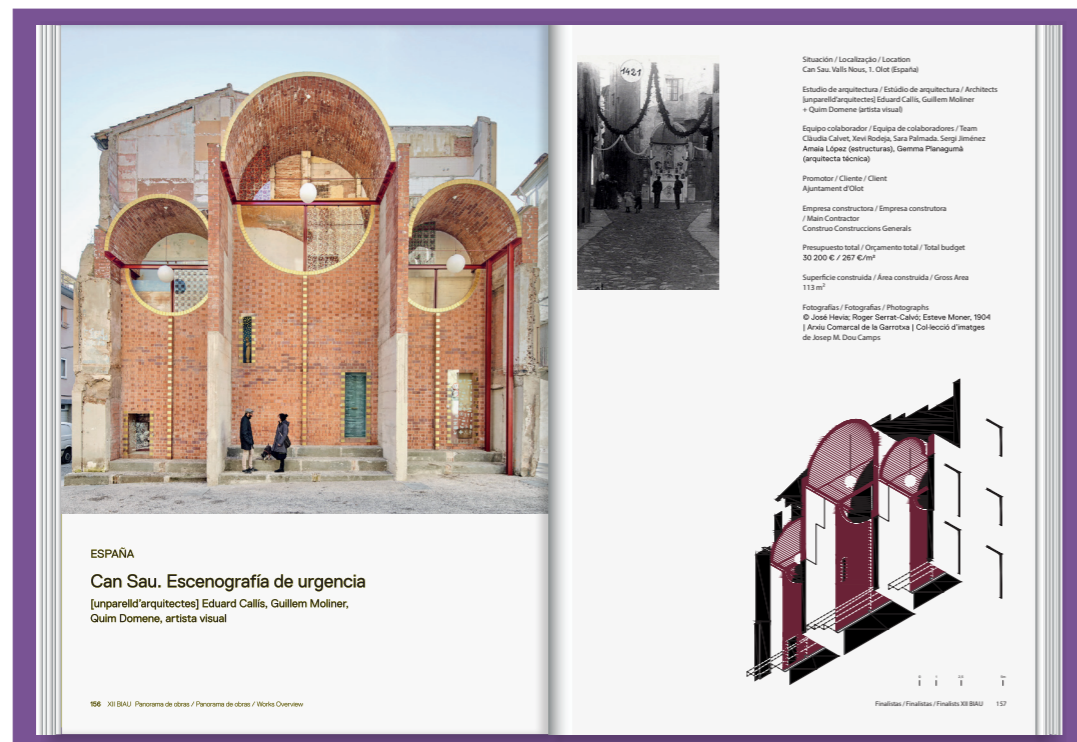 ESPAÑA
Can Sau. Escenografía de urgencia
[unparelld'arquitectes] Eduard Callís, Guillem Moliner,
Quim Domene, artista visual
156 XII BIAU Panorama de obras / Panorama de obras / Works Overview
1421
Situación / Localização / Location
Can Sau. Valls Nous, 1. Olot (España)
Estudio de arquitectura / Estúdio de arquitectura / Architects
[unparelld'arquitectes] Eduard Callís, Guillem Moliner
+ Quim Domene (artista visual)
Equipo colaborador / Equipa de colaboradores / Team
Clàudia Calvet, Xevi Rodeja, Sara Palmada. Sergi Jiménez
Amaia López (estructuras), Gemma Planagumà
(arquitecta técnica)
Promotor / Cliente / Client
Ajuntament d'Olot
Empresa constructora / Empresa construtora
/ Main Contractor
Construo Construccions Generals
Presupuesto total / Orçamento total / Total budget
30 200 € / 267 €/m²
Superficie construida / Área construida / Gross Area
113 m²
Fotografías / Fotografias / Photographs
© José Hevia; Roger Serrat-Calvó; Esteve Moner, 1904
| Arxiu Comarcal de la Garrotxa | Col·lecció d'imatges
de Josep M. Dou Camps
Finalistas / Finalistas / Finalists XII BIAU 157